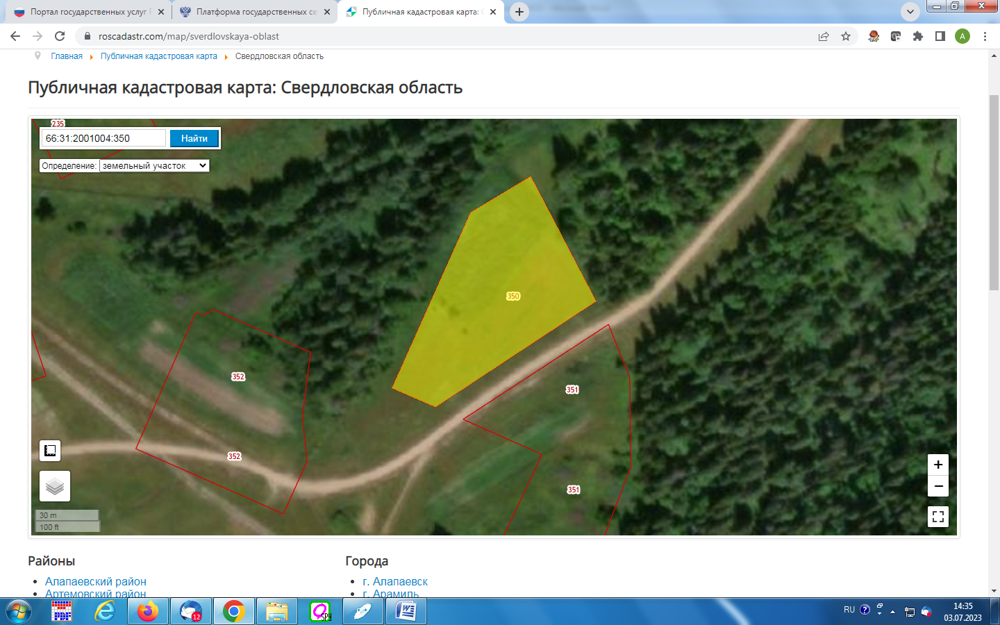 Портал государственных услуг Р
Платформа государственных се
Публичная кадастровая карта: С
roscadastr.com/map/sverdlovskaya-oblast
A
Главная
Публичная кадастровая карта
Свердловская область
Публичная кадастровая карта: Свердловская область
235
66:31:2001004:350
Найти
Определение:
земельный участок
350
352
351
352
351
+
−
30 m
100 ft
Районы
Города
Алапаевский район
г. Алапаевск
Артемовский район
г. Арамиль
12
SPY
RU
14:35
03.07.2023